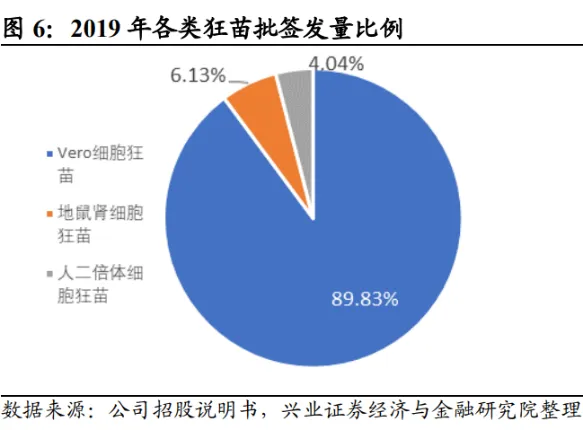 图 6：2019 年各类狂苗批签发量比例
6.13%
4.04%
Vero细胞狂
苗
地鼠肾细胞
狂苗
人二倍体细
胞狂苗
89.83%
数据来源：公司招股说明书，兴业证券经济与金融研究院整理